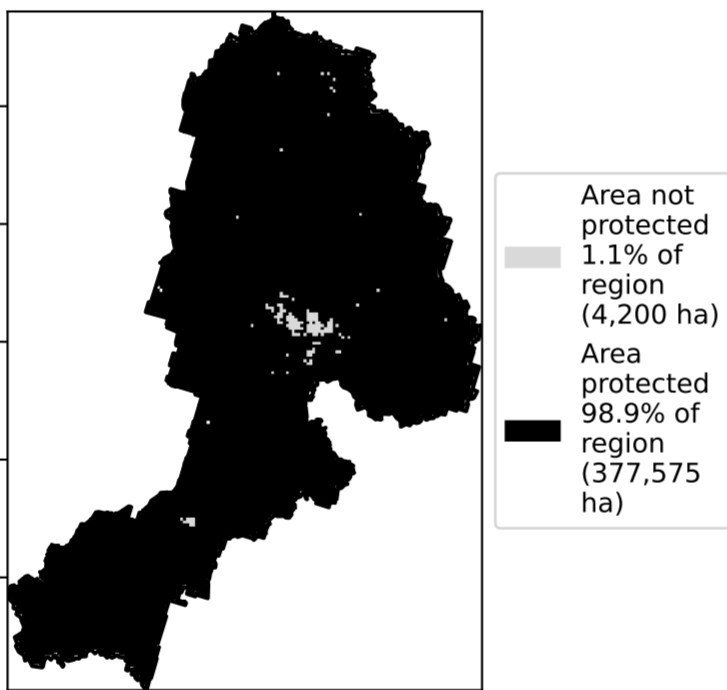 Area not
protected
1.1% of
region
(4,200 ha)
Area
protected
98.9% of
region
(377,575
ha)